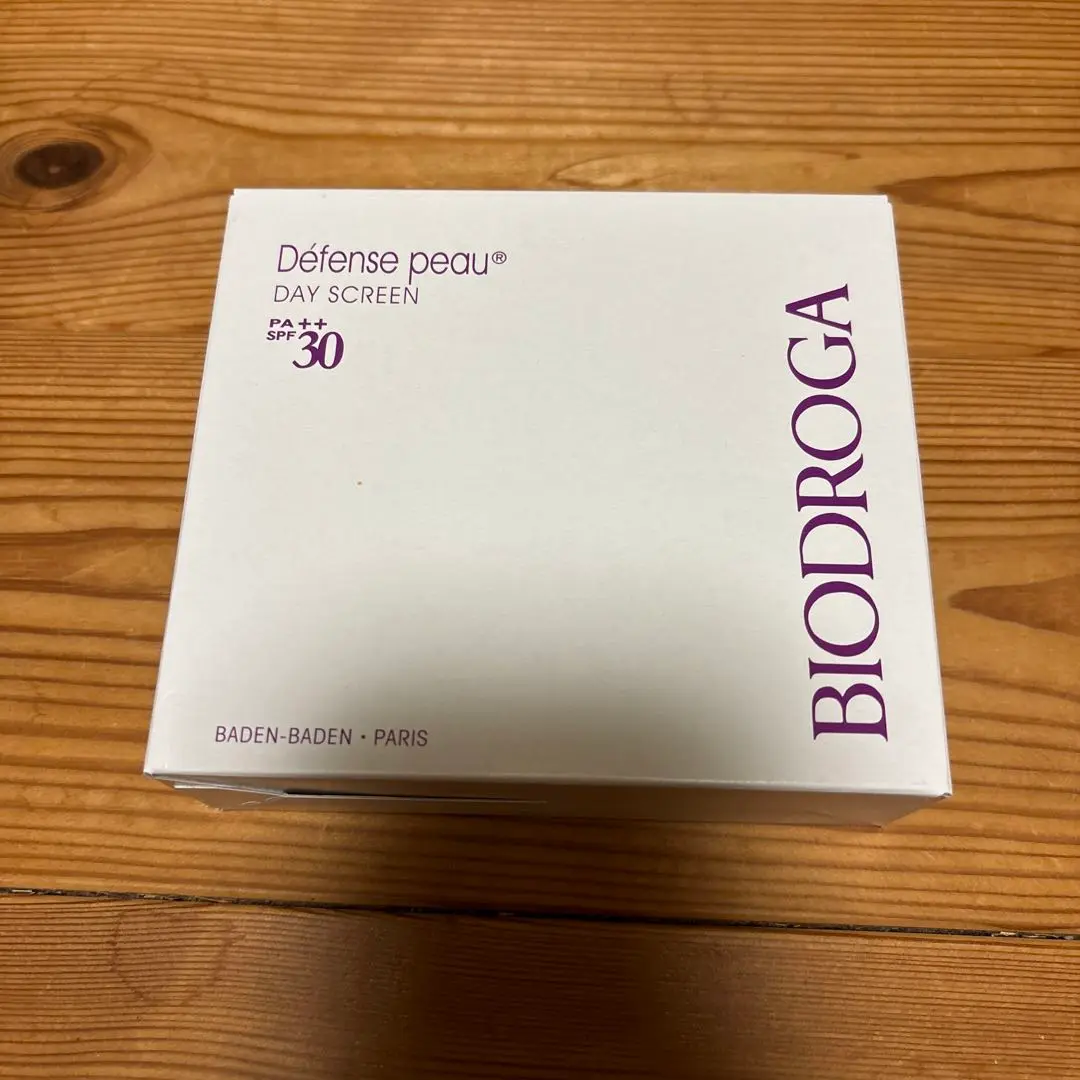 Défense peau®
DAY SCREEN
PA++
SPF30
BIODROGA
BADEN-BADEN・PARIS